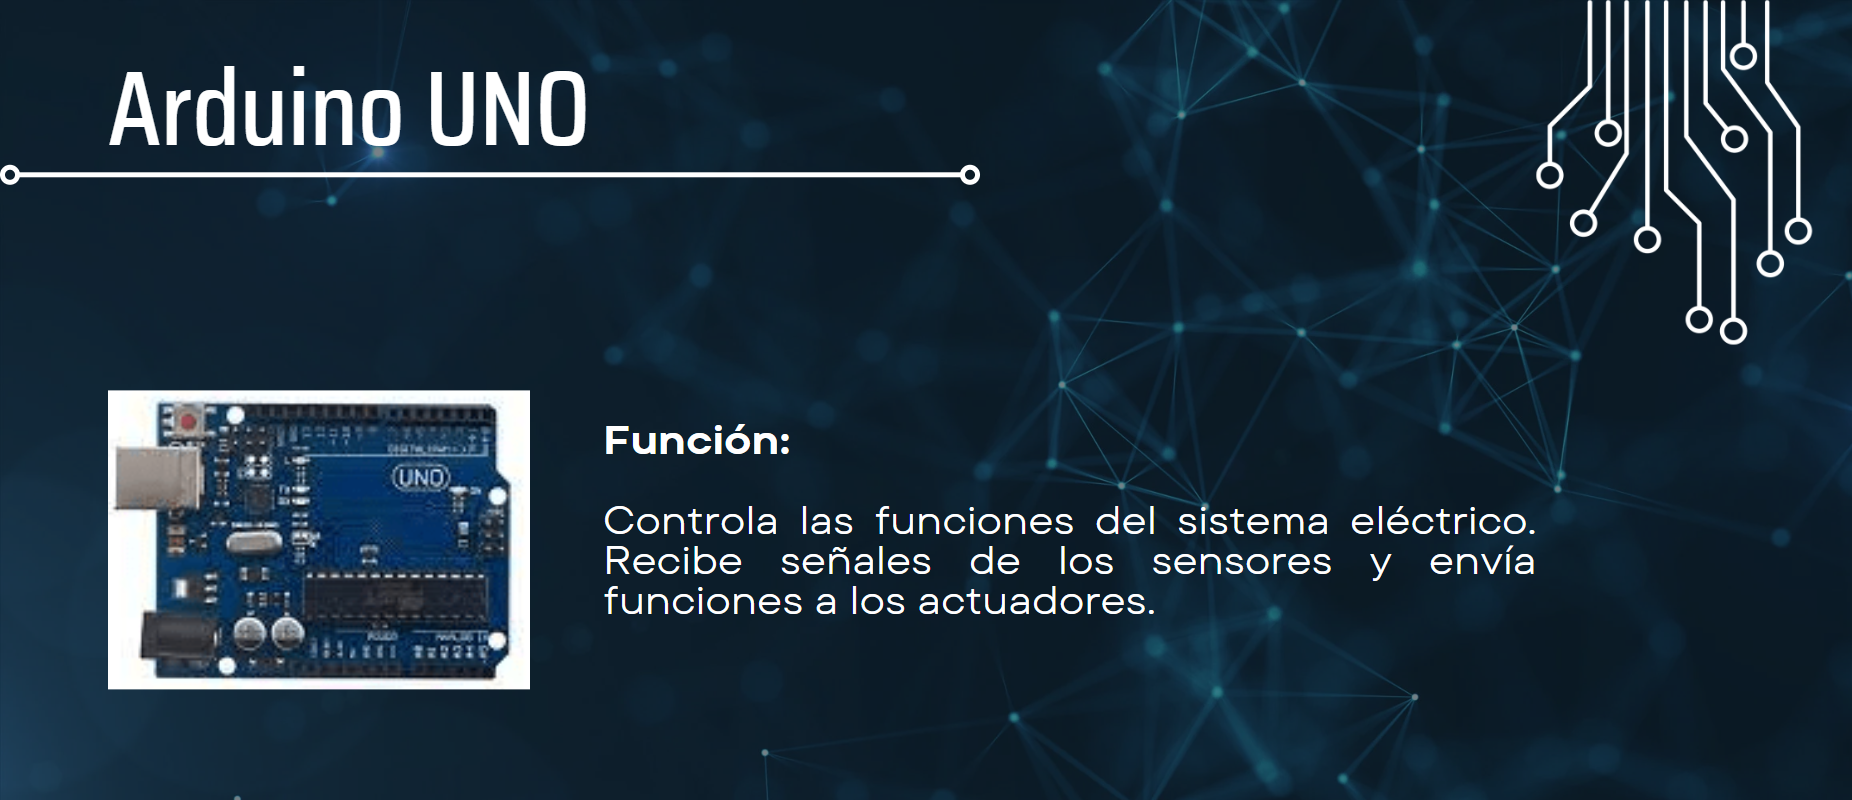 Arduino UNO
UNO
Función:
Controla las funciones del sistema eléctrico.
Recibe señales de los sensores y envía
funciones a los actuadores.